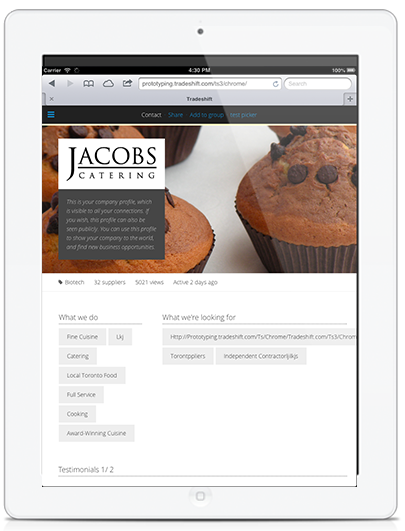 Carrier 4:30 PM 100%
prototyping.tradeshift.com/ts3/chrome/ Search
Tradeshift
Contact Share Add to group test picker
JACOBS
CATERING
This is your company profile, which
is visible to all your connections. If
you wish, this profile can also be
seen publicly. You can use this profile
to show your company to the world,
and find new business opportunities.
Biotech 32 suppliers 5021 views Active 2 days ago
What we do What we're looking for
Fine Cuisine Lkj Http://Prototyping.tradeshift.com/Ts/Chrome/Tradeshift.com/Ts3/Chrome
Catering Torontppliers Independent Contractorljlkjs
Local Toronto Food
Full Service
Cooking
Award-Winning Cuisine
Testimonials 1/ 2